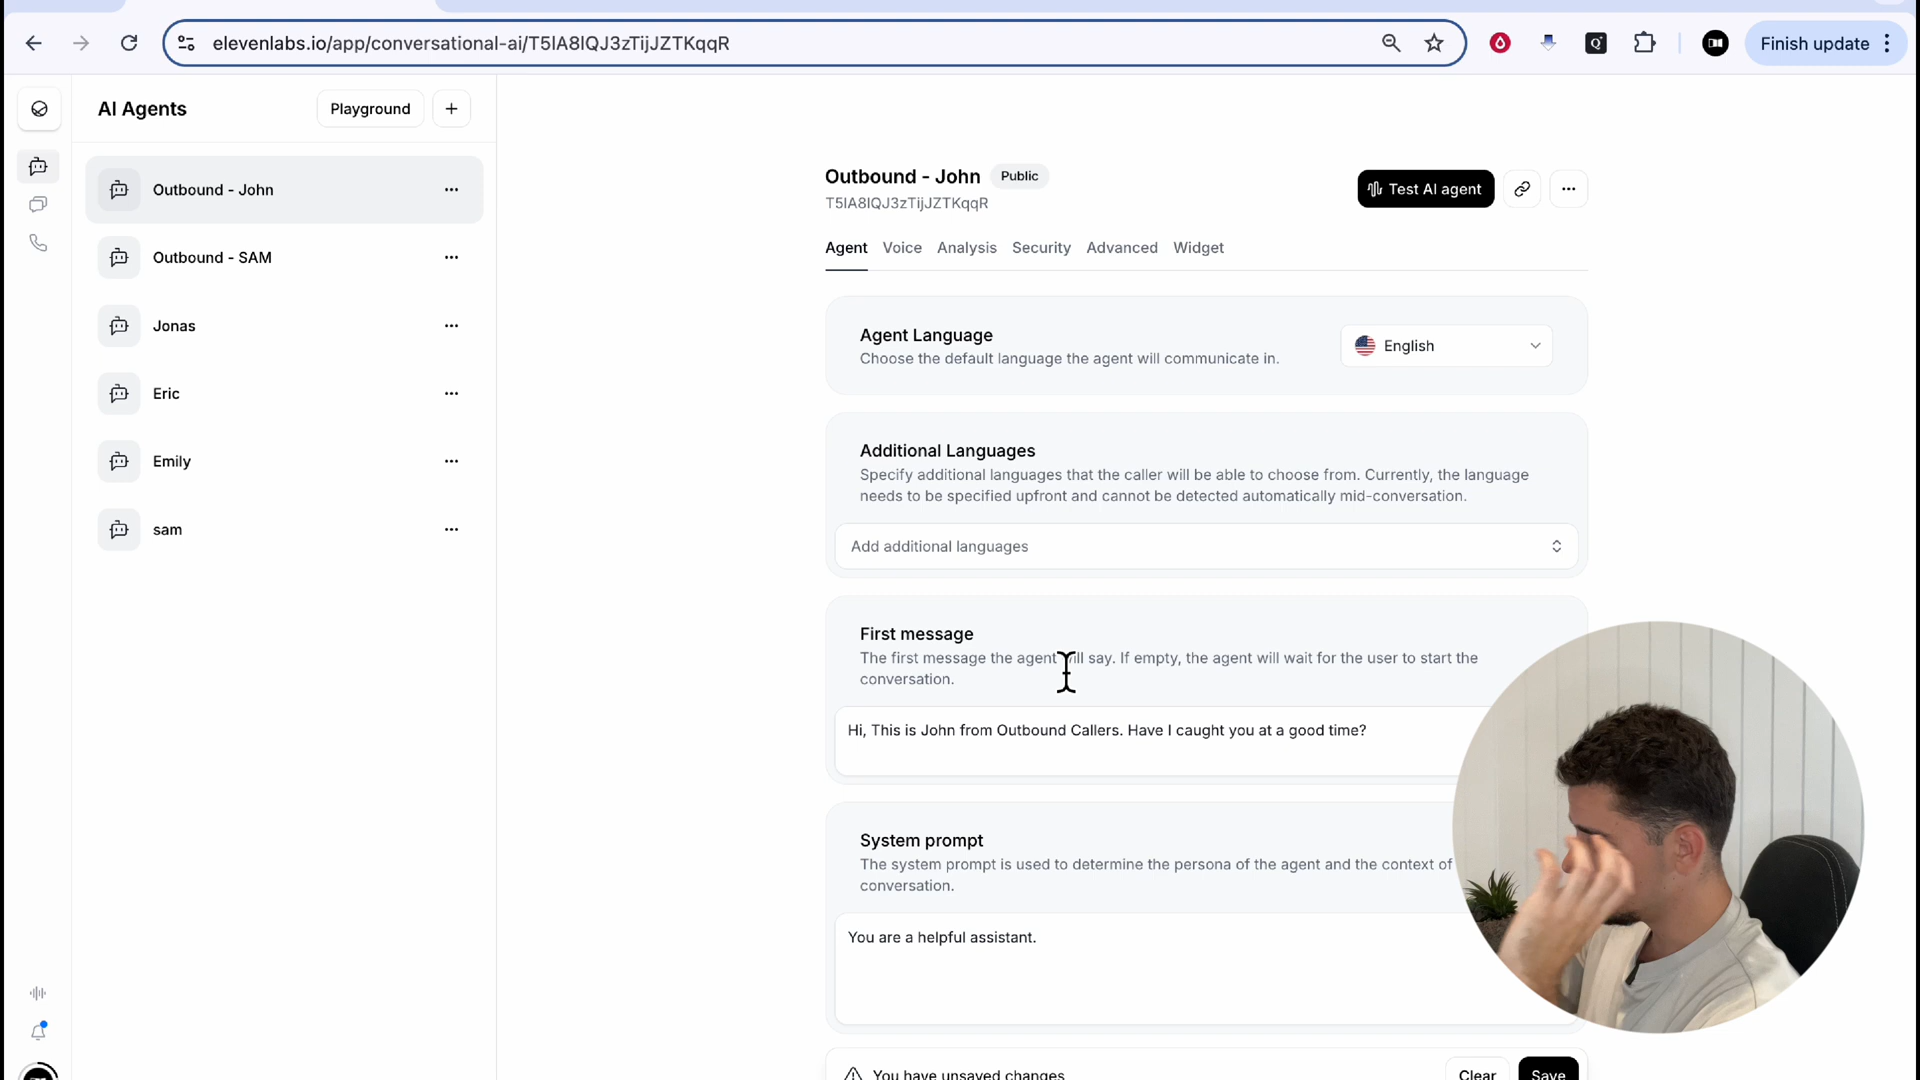 elevenlabs.io/app/conversational-ai/T5IA8IQJ3zTijJZTKqqR
Finish update
AI Agents
Playground
Outbound - John
Outbound - SAM
Jonas
Eric
Emily
sam
Outbound - John
Public
T5IA8IQJ3zTijJZTKqqR
Test AI agent
Agent Voice Analysis Security Advanced Widget
Agent Language
Choose the default language the agent will communicate in.
English
Additional Languages
Specify additional languages that the caller will be able to choose from. Currently, the language
needs to be specified upfront and cannot be detected automatically mid-conversation.
Add additional languages
First message
The first message the agent will say. If empty, the agent will wait for the user to start the
conversation.
Hi, This is John from Outbound Callers. Have I caught you at a good time?
System prompt
The system prompt is used to determine the persona of the agent and the context of
conversation.
You are a helpful assistant.
You have unsaved changes
Clear
Save